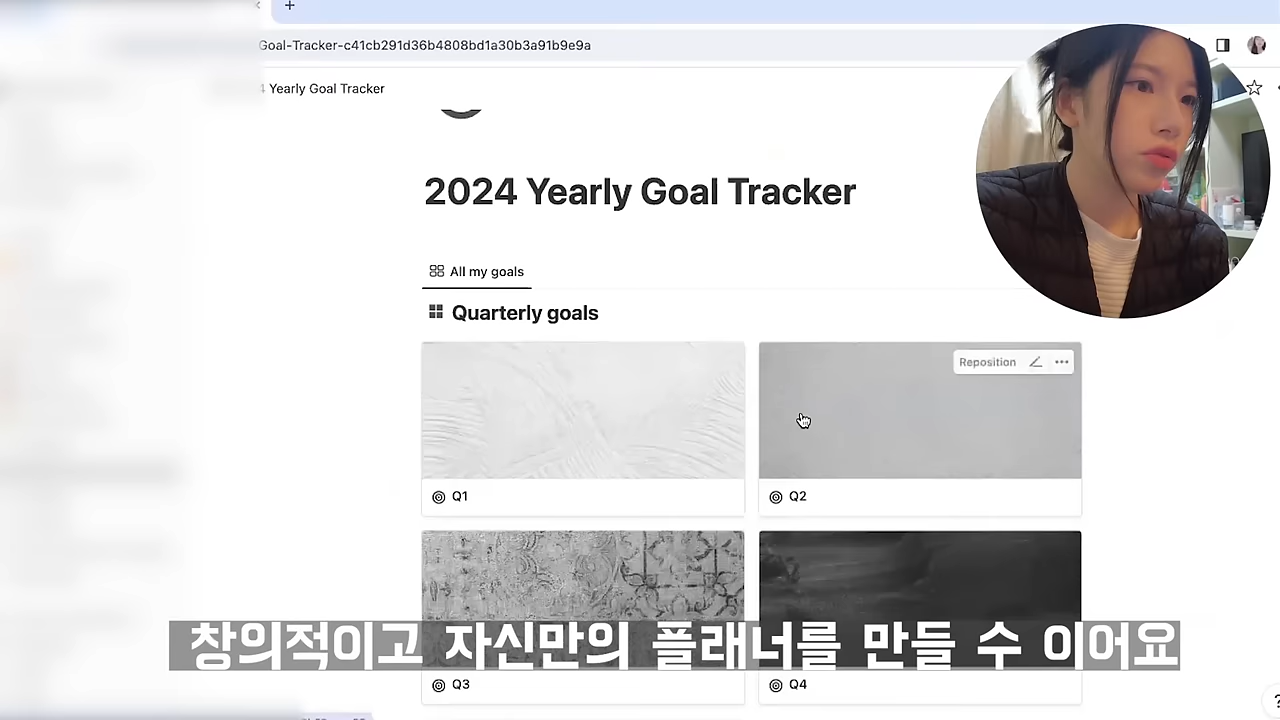 +
Goal-Tracker-c41cb291d36b4808bd1a30b3a91b9e9a
Yearly Goal Tracker
2024 Yearly Goal Tracker
All my goals
Quarterly goals
Reposition
Q1
Q2
창의적이고 자신만의 플래너를 만들 수 이어요
Q3
Q4
?